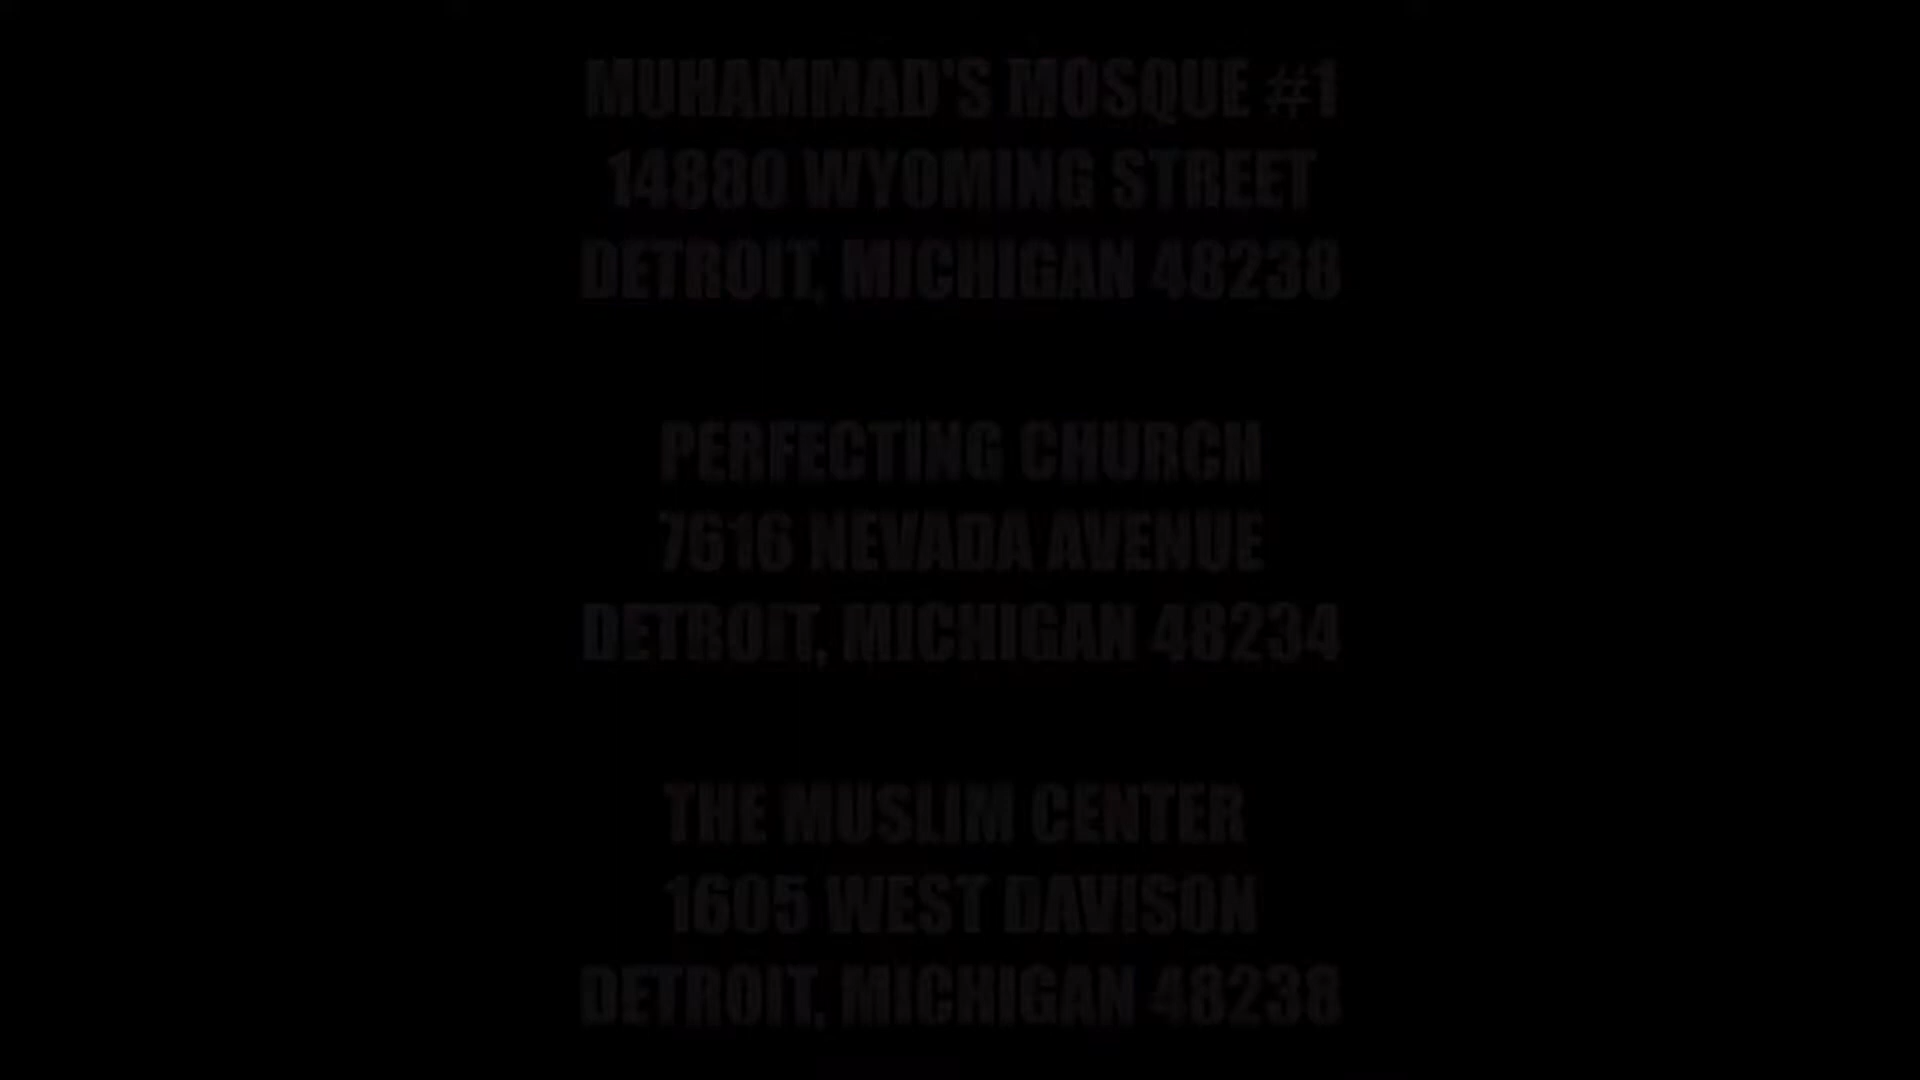 MUHAMMAD'S MOSQUE #1
14880 WYOMING STREET
DETROIT, MICHIGAN 48238
PERFECTING CHURCH
7616 NEVADA AVENUE
DETROIT, MICHIGAN 48234
THE MUSLIM CENTER
1605 WEST DAVISON
DETROIT, MICHIGAN 48238